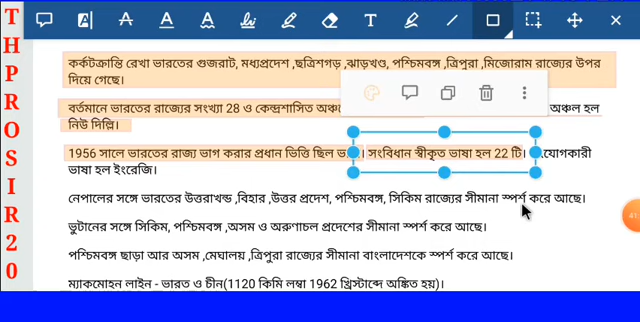 THPROSIR20
কর্কটক্রান্তি রেখা ভারতের গুজরাট, মধ্যপ্রদেশ ,ছত্রিশগড় ,ঝাড়খণ্ড, পশ্চিমবঙ্গ ,ত্রিপুরা ,মিজোরাম রাজ্যের উপর
দিয়ে গেছে।
বর্তমানে ভারতের রাজ্যের সংখ্যা 28 ও কেন্দ্রশাসিত অঞ্চল হল
নিউ দিল্লি।
1956 সালে ভারতের রাজ্য ভাগ করার প্রধান ভিত্তি ছিল । সংবিধান স্বীকৃত ভাষা হল 22 টি। যোগকারী
ভাষা হল ইংরেজি।
নেপালের সঙ্গে ভারতের উত্তরাখন্ড ,বিহার ,উত্তর প্রদেশ, পশ্চিমবঙ্গ, সিকিম রাজ্যের সীমানা স্পর্শ করে আছে।
ভুটানের সঙ্গে সিকিম, পশ্চিমবঙ্গ ,অসম ও অরুণাচল প্রদেশের সীমানা স্পর্শ করে আছে।
পশ্চিমবঙ্গ ছাড়া আর অসম ,মেঘালয় ,ত্রিপুরা রাজ্যের সীমানা বাংলাদেশকে স্পর্শ করে আছে।
ম্যাকমোহন লাইন - ভারত ও চীন(1120 কিমি লম্বা 1962 খ্রিস্টাব্দে অঙ্কিত হয়)।